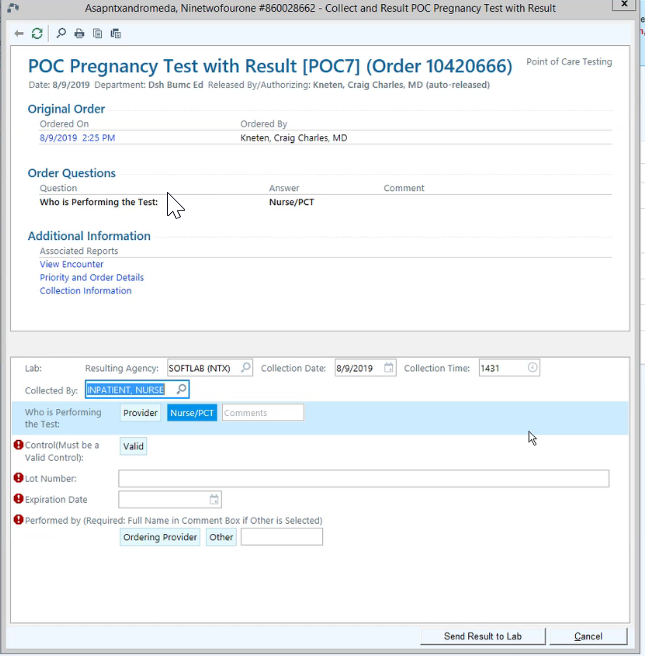 Asapntxandromeda, Ninetwofourone #860028662 - Collect and Result POC Pregnancy Test with Result
POC Pregnancy Test with Result [POC7] (Order 10420666)
Point of Care Testing
Date: 8/9/2019 Department: Dsh Bumc Ed Released By/Authorizing: Kneten, Craig Charles, MD (auto-released)
Original Order
Ordered On Ordered By
8/9/2019 2:25 PM Kneten, Craig Charles, MD
Order Questions
Question Answer Comment
Who is Performing the Test: Nurse/PCT
Additional Information
Associated Reports
View Encounter
Priority and Order Details
Collection Information
Lab: Resulting Agency: SOFTLAB (NTX) Collection Date: 8/9/2019 Collection Time: 1431
Collected By: INPATIENT, NURSE
Who is Performing
the Test: Provider Nurse/PCT Comments
Control(Must be a
Valid Control): Valid
Lot Number:
Expiration Date
Performed by (Required: Full Name in Comment Box if Other is Selected)
Ordering Provider Other
Send Result to Lab Cancel